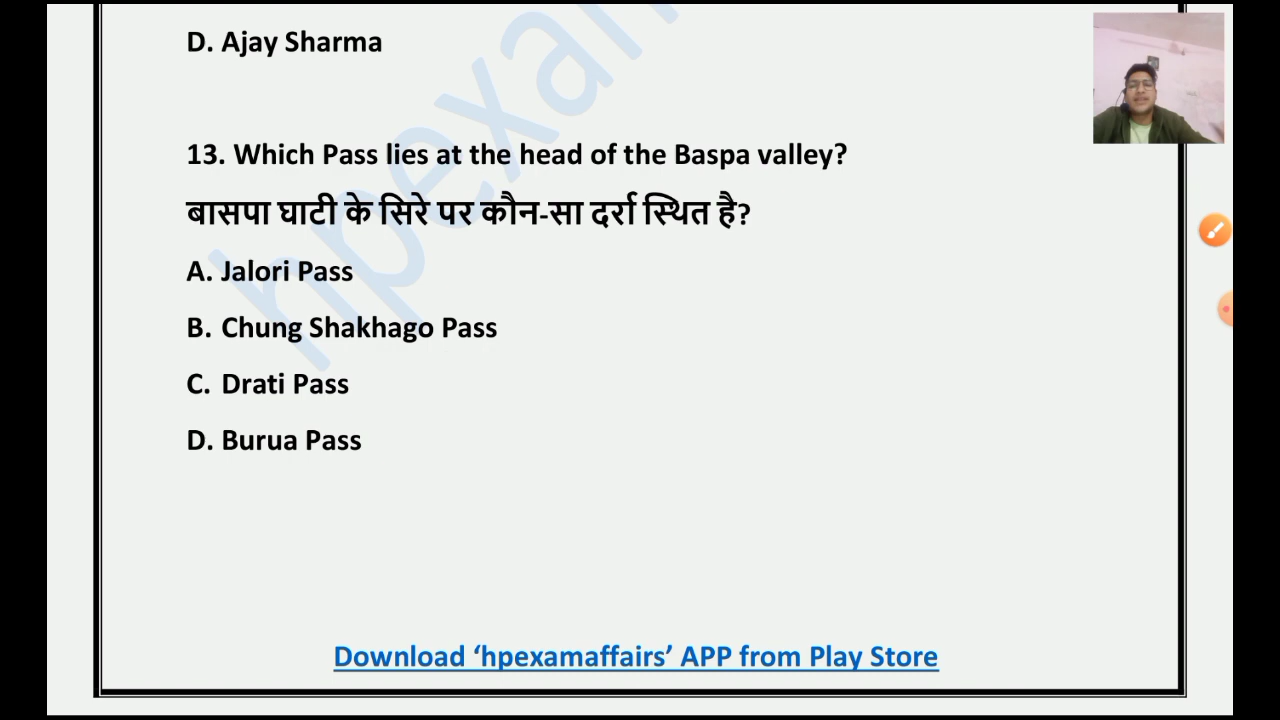 D. Ajay Sharma
13. Which Pass lies at the head of the Baspa valley?
बासपा घाटी के सिरे पर कौन-सा दर्रा स्थित है?
A. Jalori Pass
B. Chung Shakhago Pass
C. Drati Pass
D. Burua Pass
hpexam
Download ‘hpexamaffairs’ APP from Play Store